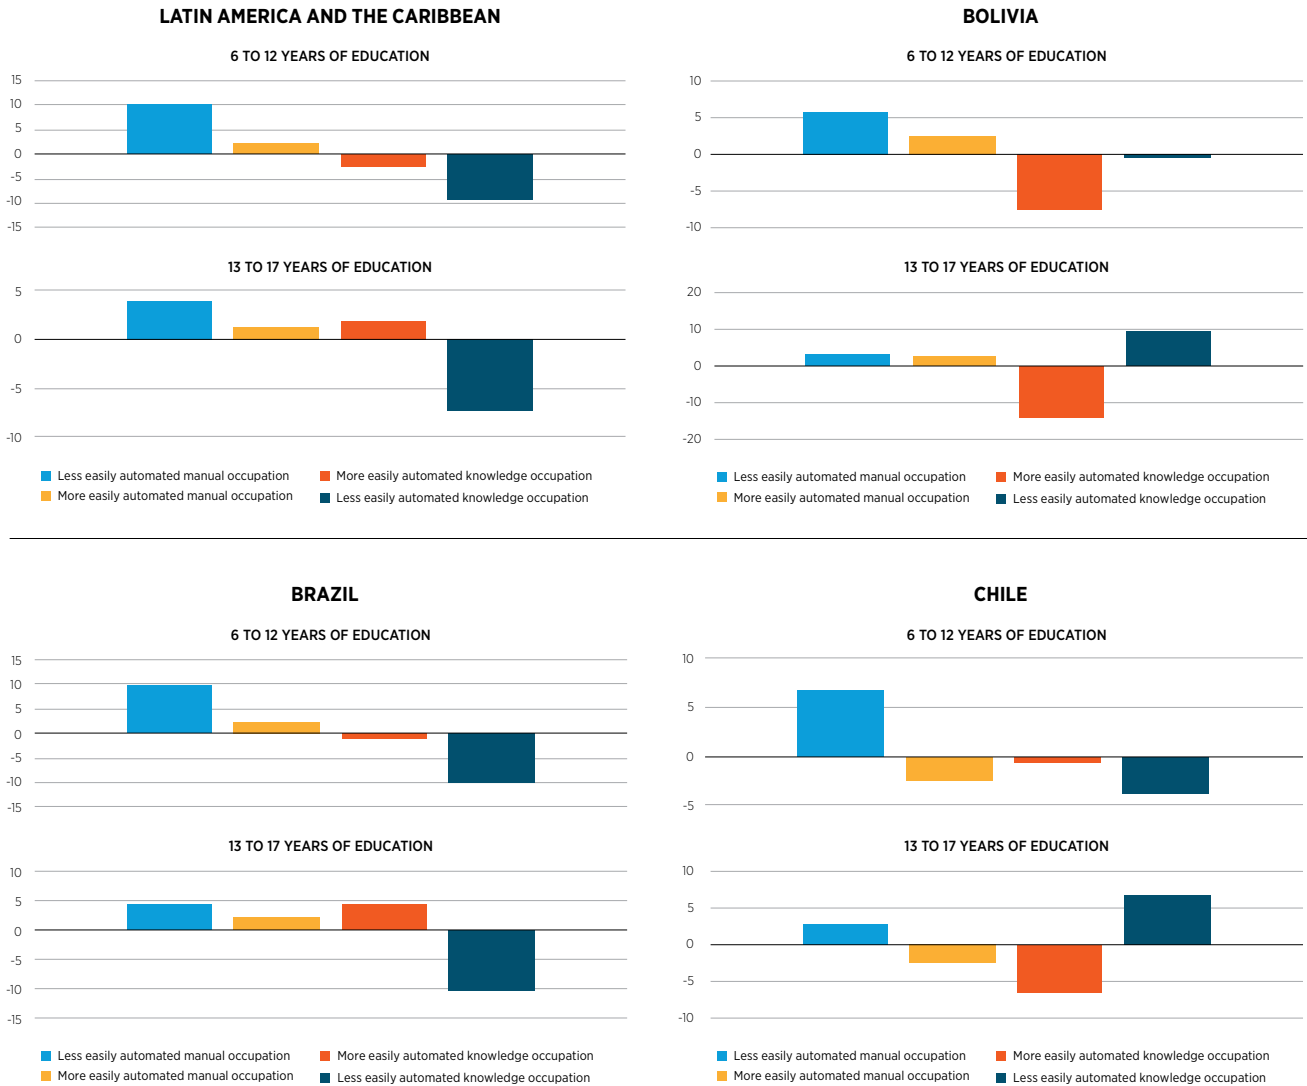 LATIN AMERICA AND THE CARIBBEAN
6 TO 12 YEARS OF EDUCATION
15
10
5
0
-5
-10
-15
13 TO 17 YEARS OF EDUCATION
5
0
-5
-10
Less easily automated manual occupation
More easily automated knowledge occupation
More easily automated manual occupation
Less easily automated knowledge occupation
BOLIVIA
6 TO 12 YEARS OF EDUCATION
10
5
0
-5
-10
13 TO 17 YEARS OF EDUCATION
20
10
0
-10
-20
Less easily automated manual occupation
More easily automated knowledge occupation
More easily automated manual occupation
Less easily automated knowledge occupation
BRAZIL
6 TO 12 YEARS OF EDUCATION
15
10
5
0
-5
-10
-15
13 TO 17 YEARS OF EDUCATION
10
5
0
-5
-10
-15
Less easily automated manual occupation
More easily automated knowledge occupation
More easily automated manual occupation
Less easily automated knowledge occupation
CHILE
6 TO 12 YEARS OF EDUCATION
10
5
0
-5
13 TO 17 YEARS OF EDUCATION
10
5
0
-5
-10
Less easily automated manual occupation
More easily automated knowledge occupation
More easily automated manual occupation
Less easily automated knowledge occupation